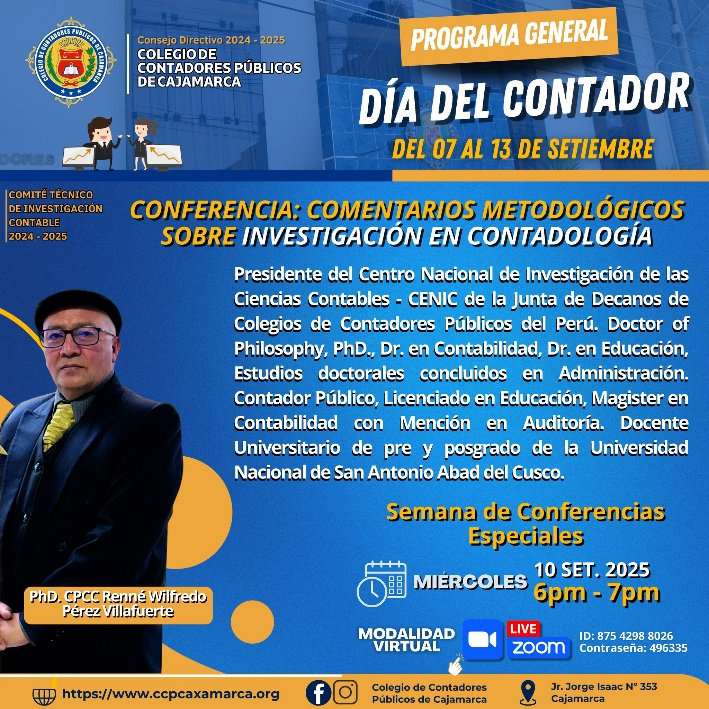 Consejo Directivo 2024 - 2025
COLEGIO DE
CONTADORES PÚBLICOS
DE CAJAMARCA
COLEGIO DE CONTADORES PUBLICOS DE CAJAMARCA
PROGRAMA GENERAL
DÍA DEL CONTADOR
DEL 07 AL 13 DE SETIEMBRE
COMITÉ TÉCNICO
DE INVESTIGACIÓN
CONTABLE
2024 - 2025
CONFERENCIA: COMENTARIOS METODOLÓGICOS
SOBRE INVESTIGACIÓN EN CONTADOLOGÍA
Presidente del Centro Nacional de Investigación de las
Ciencias Contables - CENIC de la Junta de Decanos de
Colegios de Contadores Públicos del Perú. Doctor of
Philosophy, PhD., Dr. en Contabilidad, Dr. en Educación,
Estudios doctorales concluidos en Administración.
Contador Público, Licenciado en Educación, Magister en
Contabilidad con Mención en Auditoría. Docente
Universitario de pre y posgrado de la Universidad
Nacional de San Antonio Abad del Cusco.
Semana de Conferencias
Especiales
MIÉRCOLES
10 SET. 2025
6pm - 7pm
PhD. CPCC Renné Wilfredo
Pérez Villafuerte
MODALIDAD
VIRTUAL
LIVE
zoom
ID: 875 4298 8026
Contraseña: 496335
https://www.ccpcaxamarca.org
Colegio de Contadores
Públicos de Cajamarca
Jr. Jorge Isaac N° 353
Cajamarca